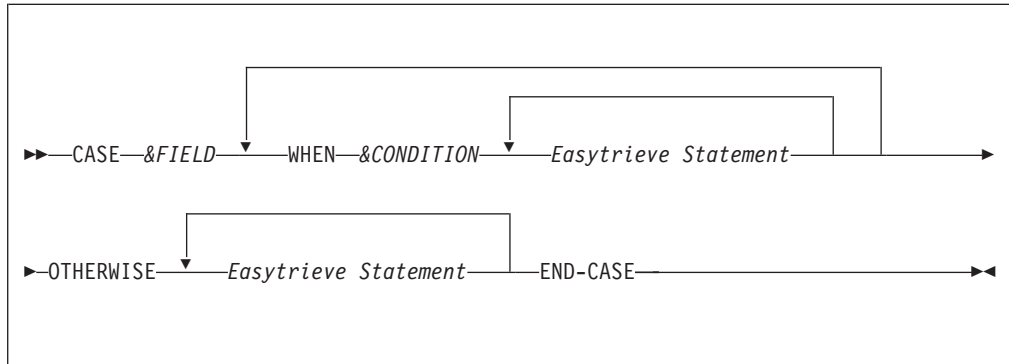 CASE &FIELD WHEN &CONDITION Easytrieve Statement
OTHERWISE Easytrieve Statement END-CASE